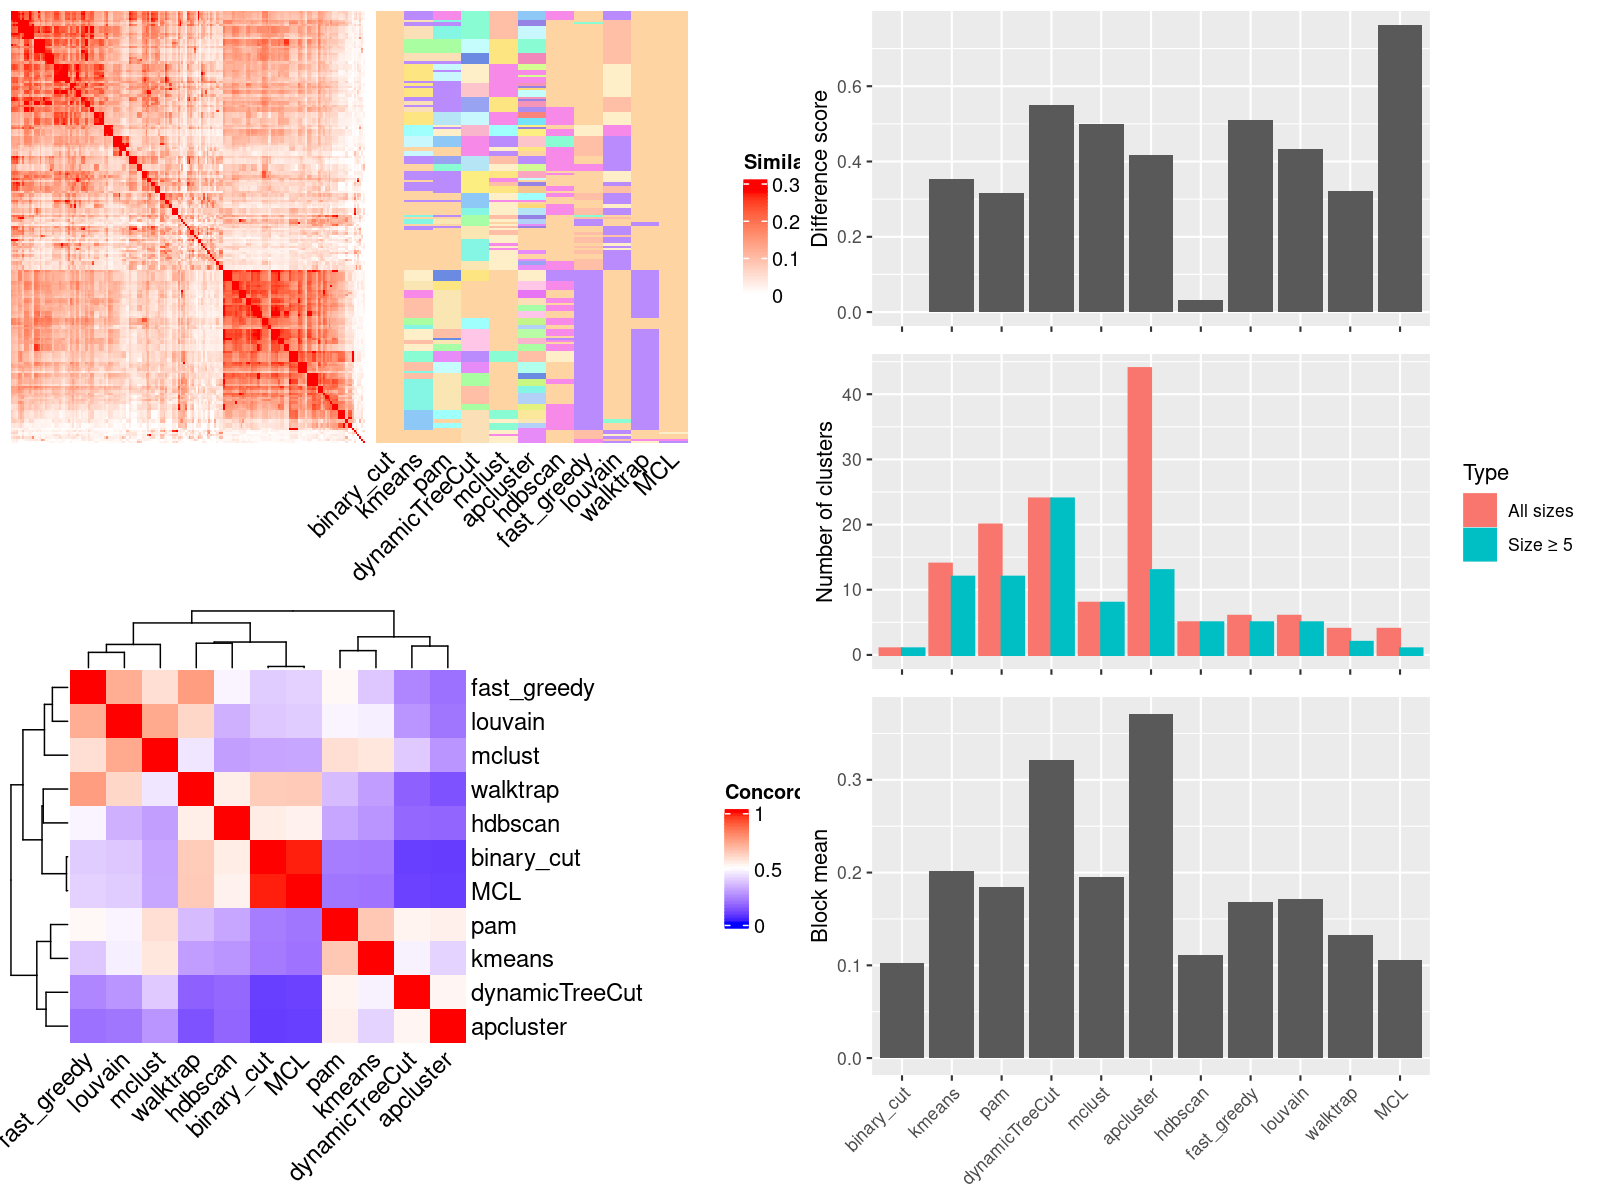 Simila
0.3
0.2
0.1
0
binary_cut
kmeans
pam
dynamicTreeCut
mclust
apcluster
hdbscan
fast_greedy
louvain
walktrap
MCL
Difference score
0.6
0.4
0.2
0.0
Number of clusters
40
30
20
10
0
Type
All sizes
Size ≥ 5
fast_greedy
louvain
mclust
walktrap
hdbscan
binary_cut
MCL
pam
kmeans
dynamicTreeCut
apcluster
fast_greedy
louvain
mclust
walktrap
hdbscan
binary_cut
MCL
pam
kmeans
dynamicTreeCut
apcluster
Concord
1
0.5
0
Block mean
0.3
0.2
0.1
0.0
binary_cut
kmeans
pam
dynamicTreeCut
mclust
apcluster
hdbscan
fast_greedy
louvain
walktrap
MCL